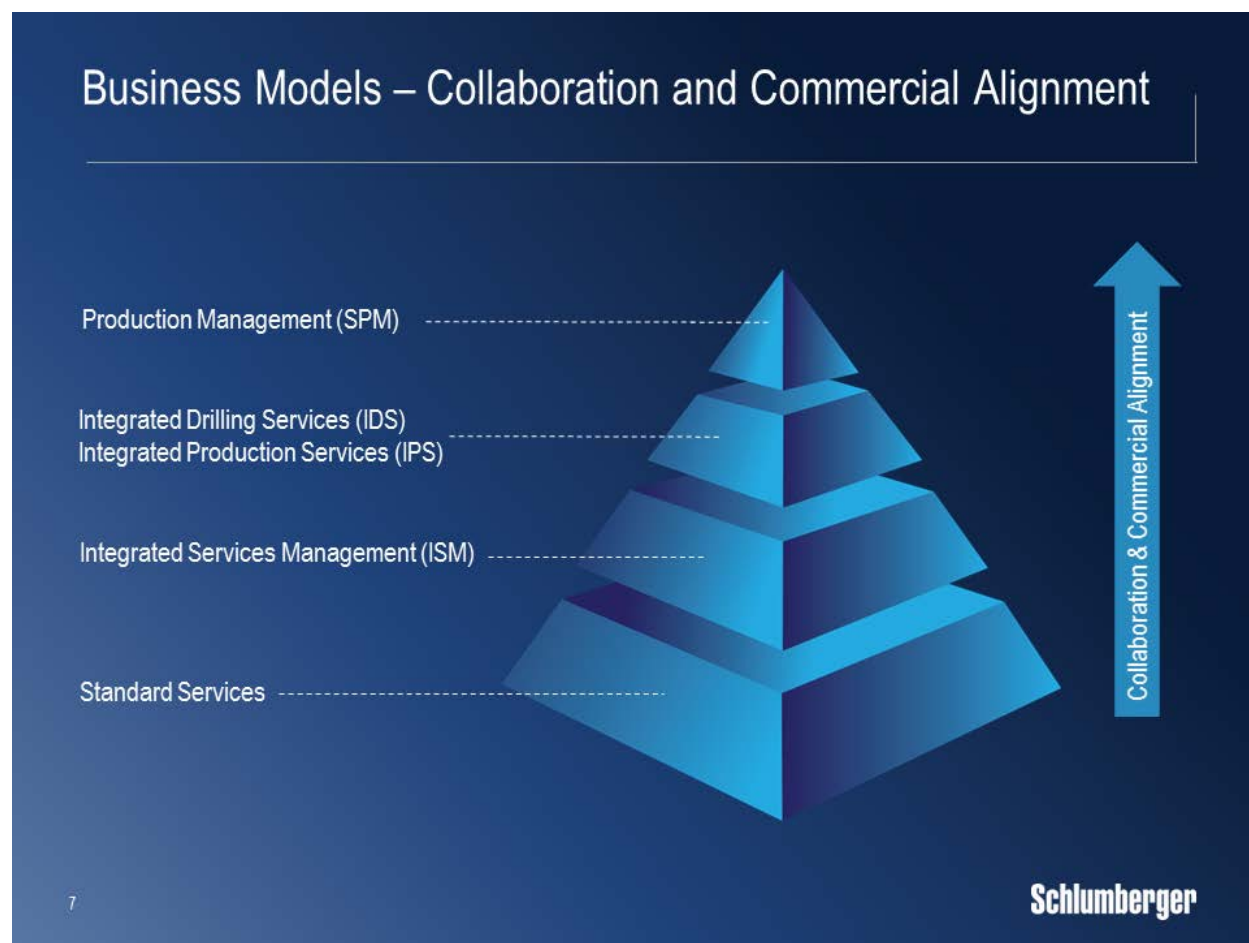 Business Models – Collaboration and Commercial Alignment
Production Management (SPM)
Integrated Drilling Services (IDS)
Integrated Production Services (IPS)
Integrated Services Management (ISM)
Standard Services
Collaboration & Commercial Alignment
7
Schlumberger